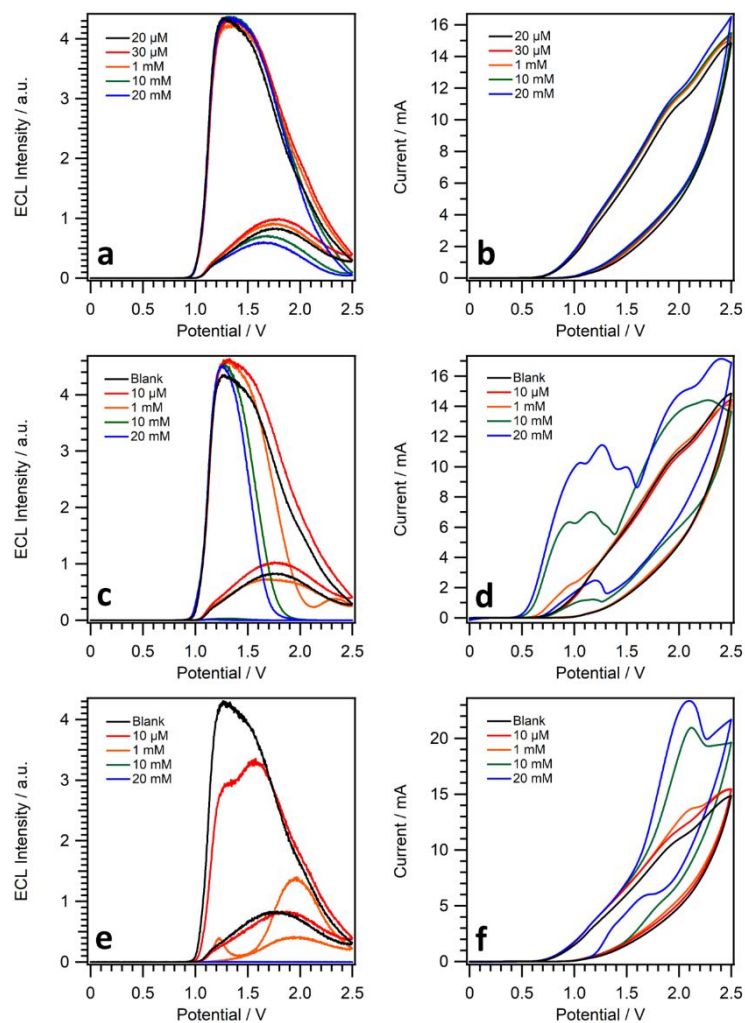 20 µM
30 µM
1 mM
10 mM
20 mM
ECL Intensity / a.u.
4
3
2
1
0
a
0
0.5
1.0
1.5
2.0
2.5
Potential / V
20 µM
30 µM
1 mM
10 mM
20 mM
Current / mA
16
14
12
10
8
6
4
2
0
b
0
0.5
1.0
1.5
2.0
2.5
Potential / V
Blank
10 µM
1 mM
10 mM
20 mM
ECL Intensity / a.u.
4
3
2
1
0
c
0
0.5
1.0
1.5
2.0
2.5
Potential / V
Blank
10 µM
1 mM
10 mM
20 mM
Current / mA
16
14
12
10
8
6
4
2
0
d
0
0.5
1.0
1.5
2.0
2.5
Potential / V
Blank
10 µM
1 mM
10 mM
20 mM
ECL Intensity / a.u.
4
3
2
1
0
e
0
0.5
1.0
1.5
2.0
2.5
Potential / V
Blank
10 µM
1 mM
10 mM
20 mM
Current / mA
20
15
10
5
0
f
0
0.5
1.0
1.5
2.0
2.5
Potential / V